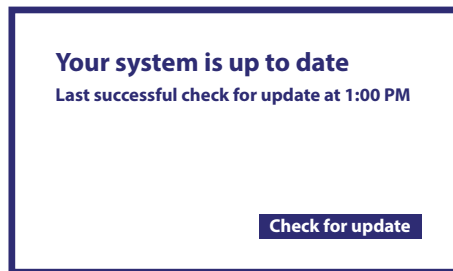 Your system is up to date
Last successful check for update at 1:00 PM
Check for update